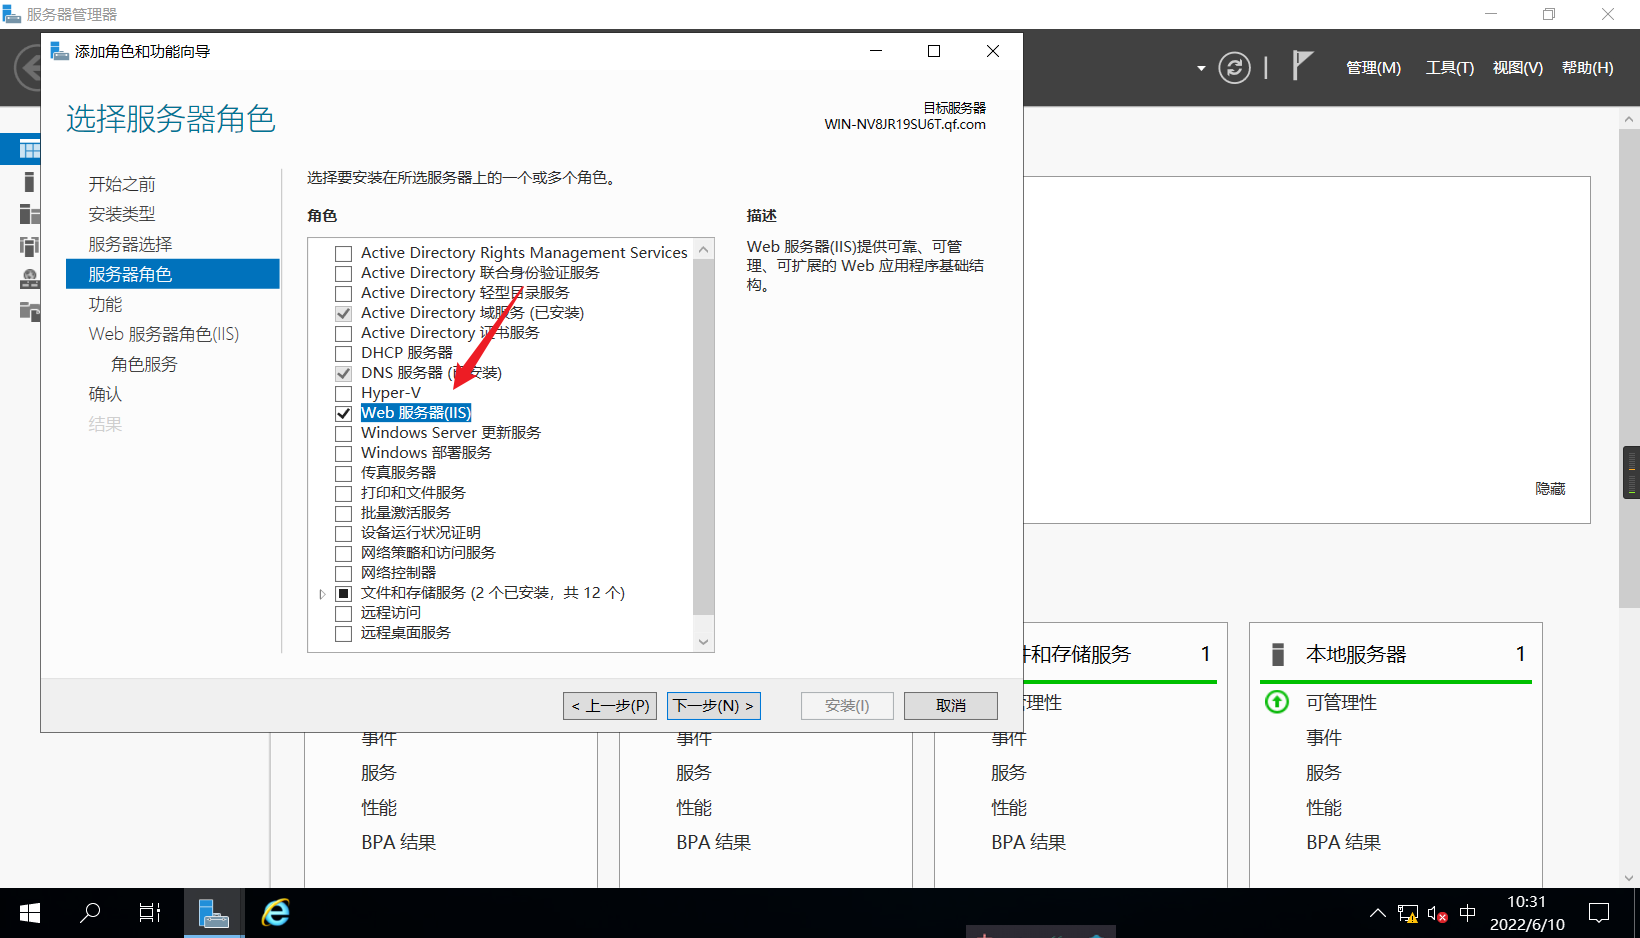 服务器管理器
管理(M)
工具(T)
视图(V)
帮助(H)
添加角色和功能向导
选择服务器角色
目标服务器
WIN-NV8JR19SU6T.qf.com
开始之前
安装类型
服务器选择
服务器角色
功能
Web 服务器角色(IIS)
角色服务
确认
结果
选择要安装在所选服务器上的一个或多个角色。
角色
Active Directory Rights Management Services
Active Directory 联合身份验证服务
Active Directory 轻型目录服务
Active Directory 域服务 (已安装)
Active Directory 证书服务
DHCP 服务器
DNS 服务器 (已安装)
Hyper-V
Web 服务器(IIS)
Windows Server 更新服务
Windows 部署服务
传真服务器
打印和文件服务
批量激活服务
设备运行状况证明
网络策略和访问服务
网络控制器
文件和存储服务 (2 个已安装，共 12 个)
远程访问
远程桌面服务
描述
Web 服务器(IIS)提供可靠、可管
理、可扩展的 Web 应用程序基础结
构。
< 上一步(P)
下一步(N) >
安装(I)
取消
隐藏
事件
服务
性能
BPA 结果
事件
服务
性能
BPA 结果
件和存储服务 1
管理性
事件
服务
性能
BPA 结果
本地服务器 1
可管理性
事件
服务
性能
BPA 结果
中
10:31
2022/6/10